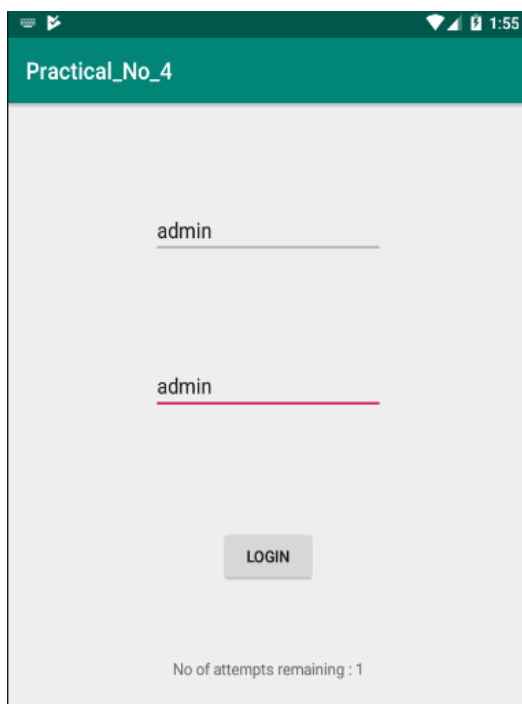 1:55
Practical_No_4
admin
admin
LOGIN
No of attempts remaining : 1